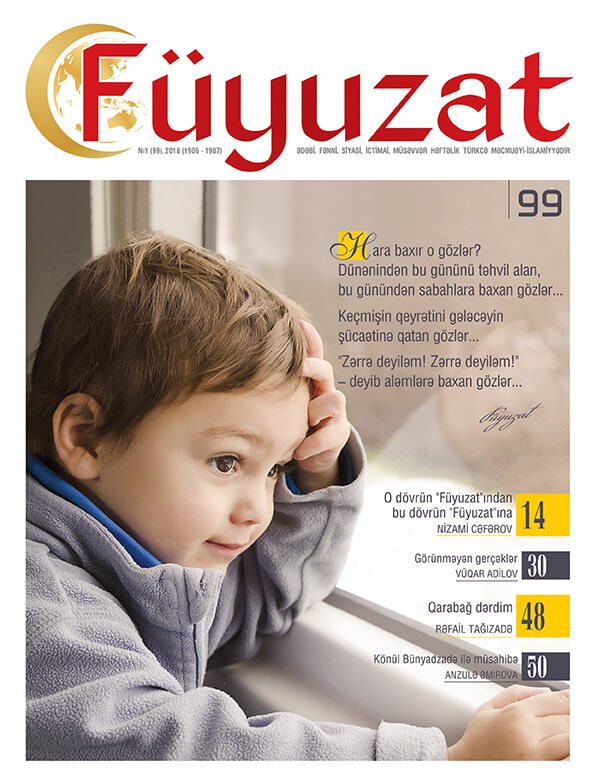 Füyuzat
№1 (99), 2018 (1906 - 1907)
ƏDƏBİ, FƏNNİ, SİYASİ, İCTİMAİ, MÜSƏVVƏR HƏFTƏLİK TÜRKCƏ MƏCMUƏYİ-İSLAMİYYƏDİR
99
Hara baxır o gözlər?
Dünənindən bu gününü təhvil alan,
bu günündən sabahlara baxan gözlər...
Keçmişin qeyrətini gələcəyin
şücaətinə qatan gözlər...
"Zərrə deyiləm! Zərrə deyiləm!"
– deyib aləmlərə baxan gözlər...
Füyuzat
O dövrün "Füyuzat"ından
bu dövrün "Füyuzat"ına
NİZAMİ CƏFƏROV
14
Görünməyən gerçəklər
VÜQAR ADİLOV
30
Qarabağ dərdim
RƏFAİL TAĞIZADƏ
48
Könül Bünyadzadə ilə müsahibə
ANZULƏ ƏMİROVA
50